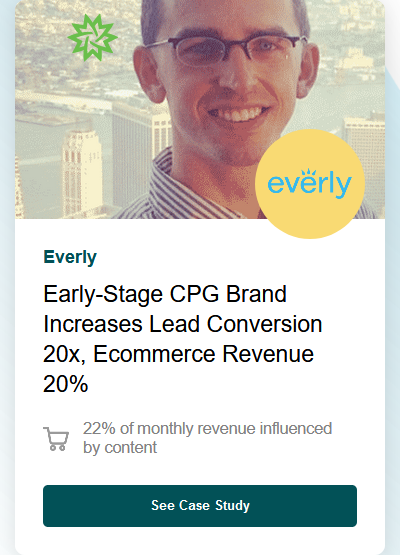 everly
Everly
Early-Stage CPG Brand
Increases Lead Conversion
20x, Ecommerce Revenue
20%
22% of monthly revenue influenced
by content
See Case Study